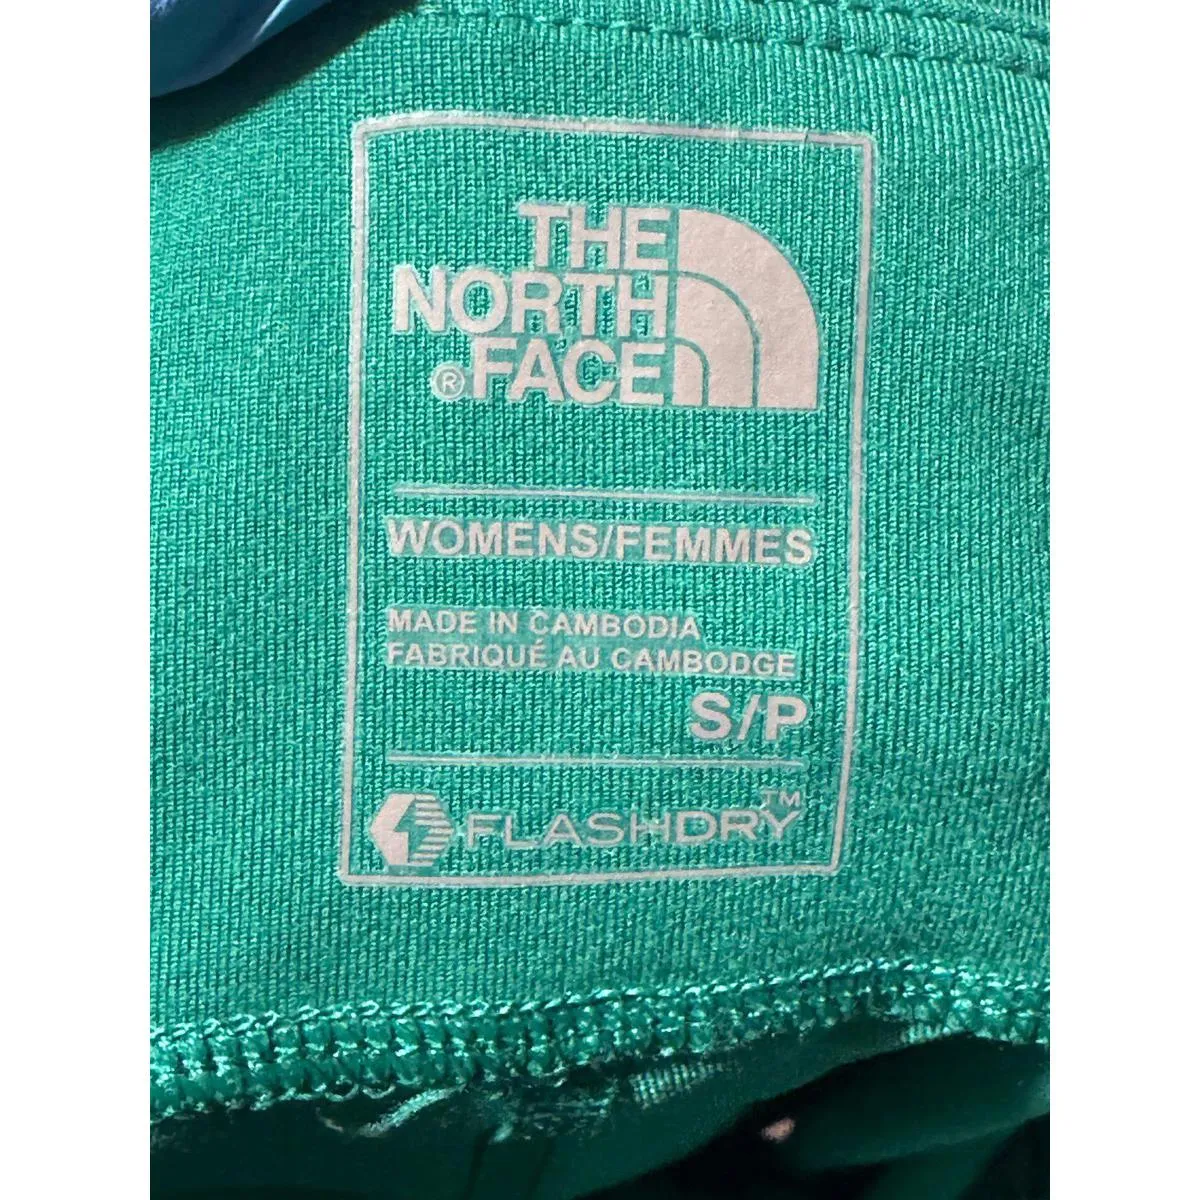 THE
NORTH
® FACE
WOMENS/FEMMES
MADE IN CAMBODIA
FABRIQUÉ AU CAMBODGE
S/P
FLASHDRY™